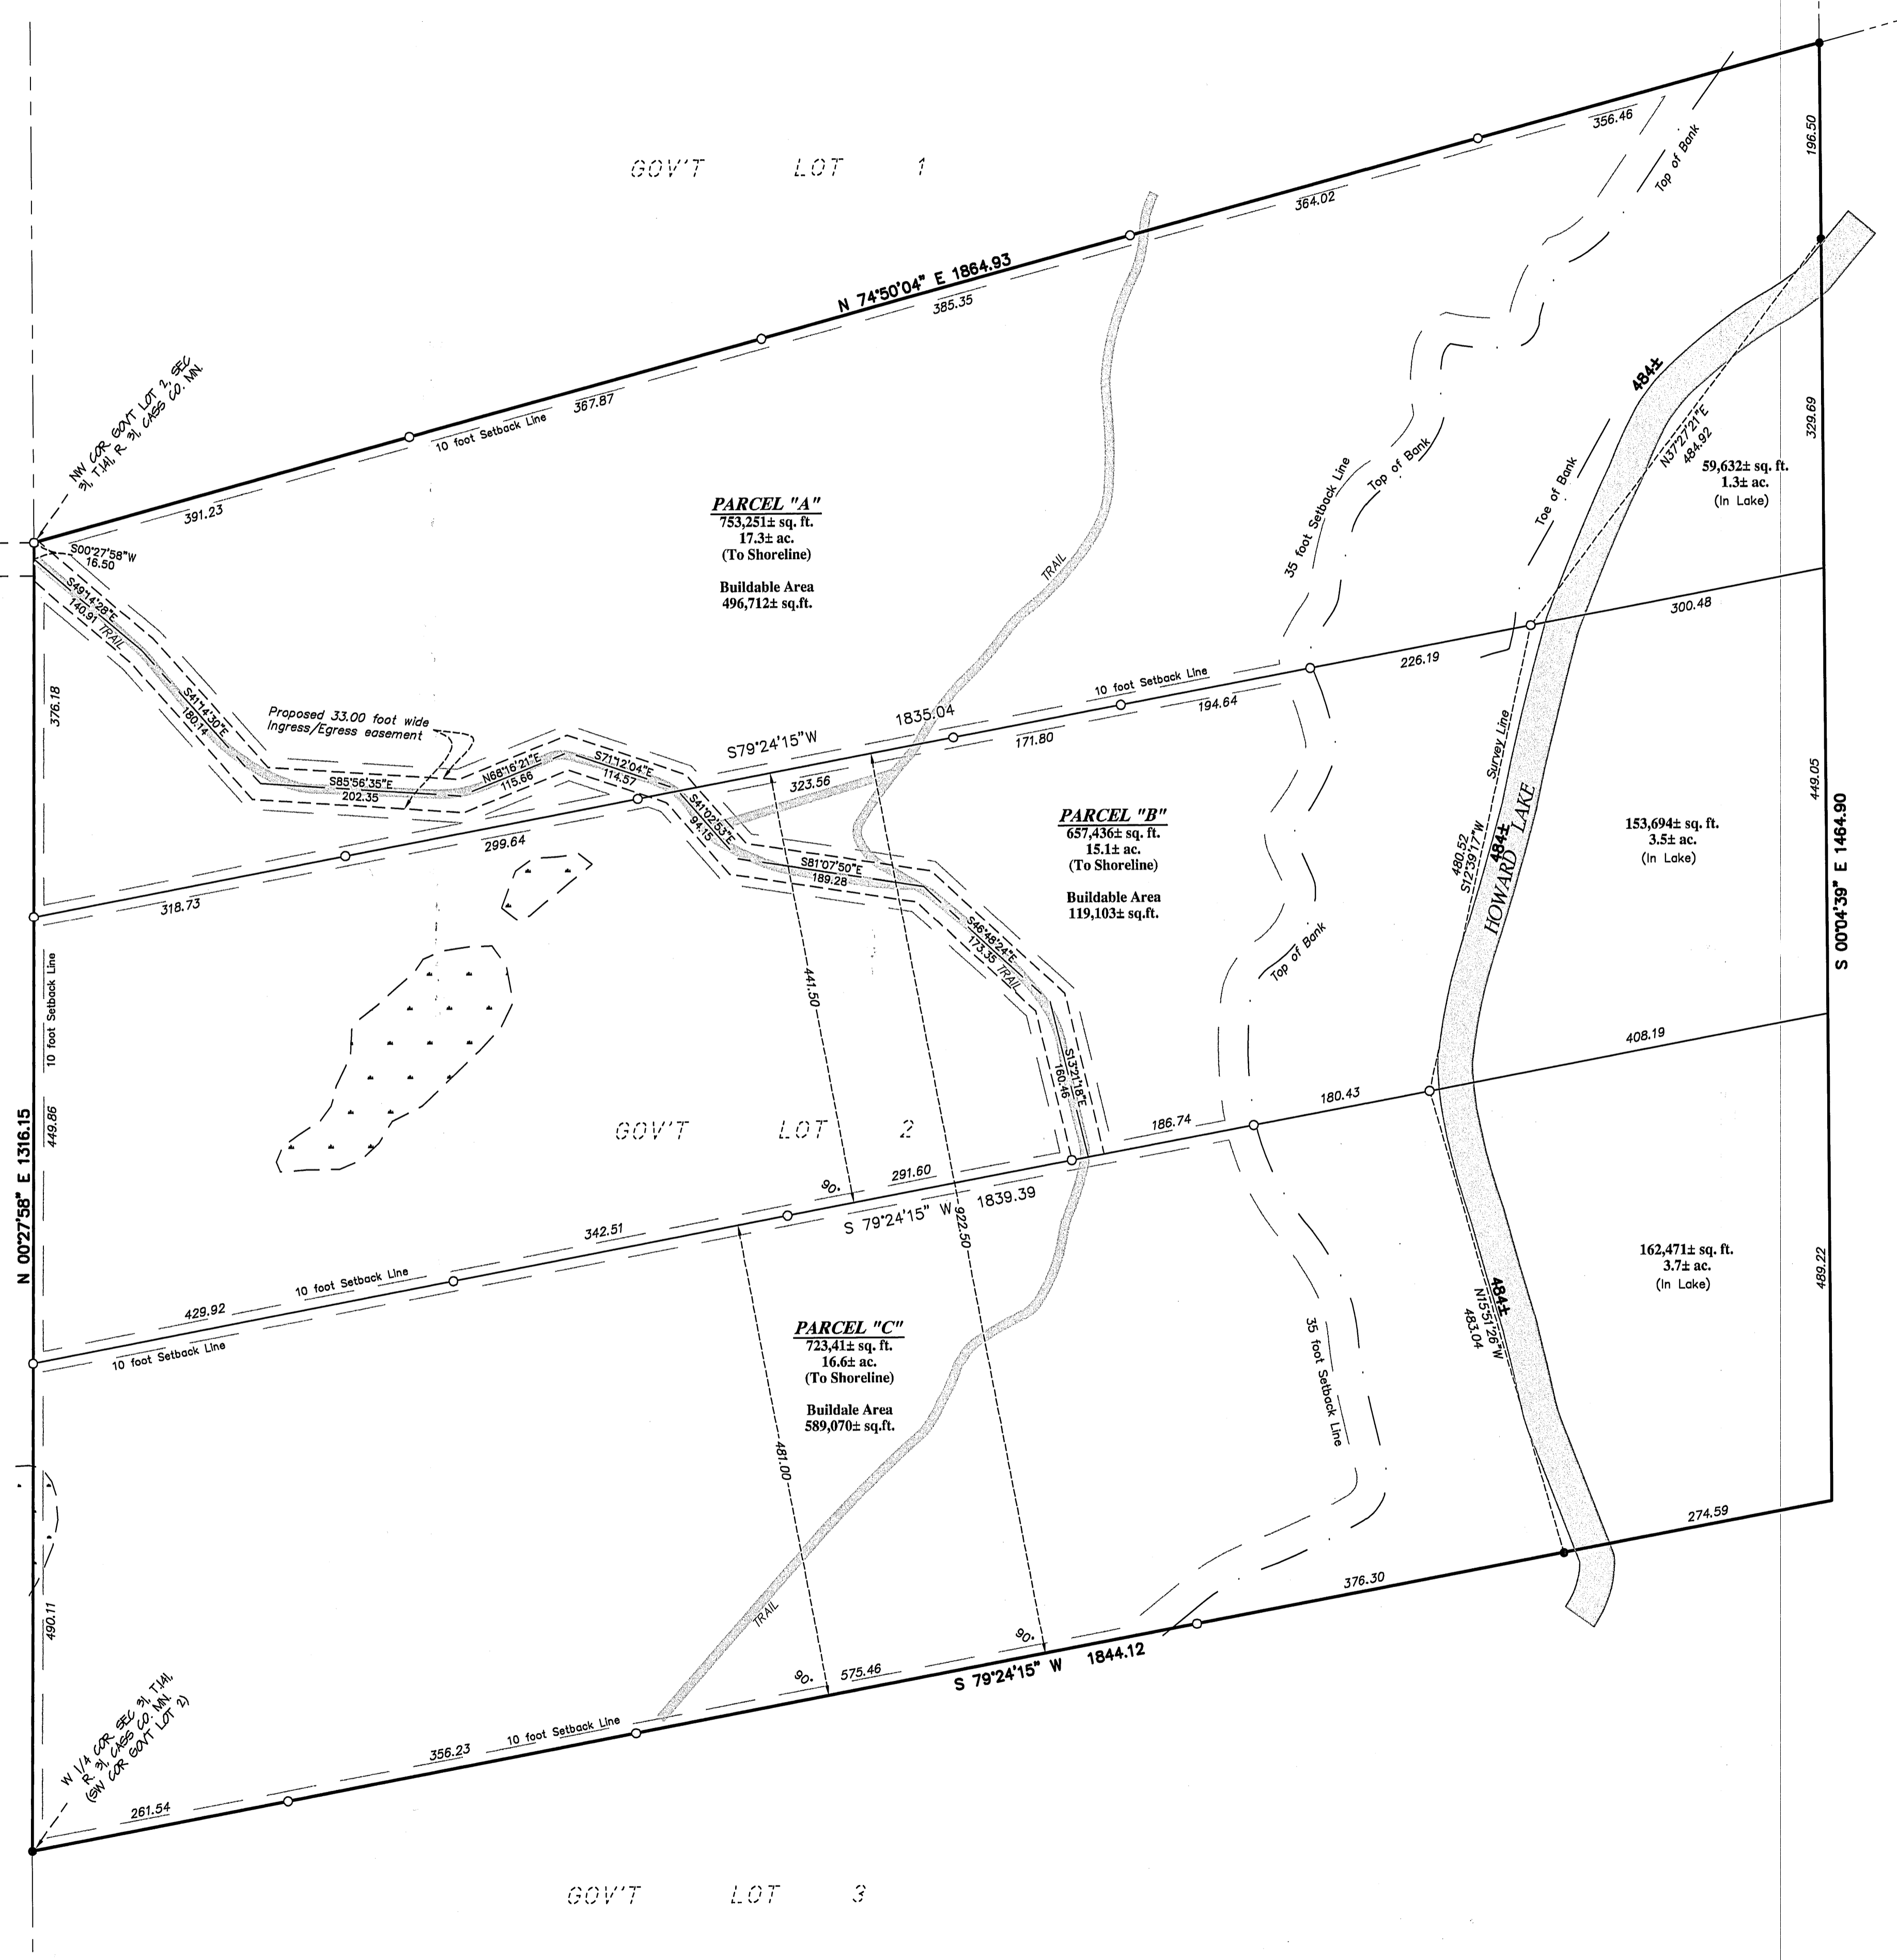 GOV'T LOT 1
356.46
Top of Bank
196.50
364.02
N 74°50'04" E 1864.93
385.35
NW COR GOVT LOT 2, SEC
31, T.141, R 31, CASS CO. MN.
367.87
10 foot Setback Line
391.23
484±
N37°27'21"E
484.92
329.69
59,632± sq. ft.
1.3± ac.
(In Lake)
Top of Bank
35 foot Setback Line
Toe of Bank
PARCEL "A"
753,251± sq. ft.
17.3± ac.
(To Shoreline)
Buildable Area
496,712± sq.ft.
TRAIL
S00°27'58"W
16.50
S49°14'28"E
140.91
TRAIL
S41°14'30"E
180.14
376.18
Proposed 33.00 foot wide
Ingress/Egress easement
S85°56'35"E
202.35
N68°16'21"E
115.66
S71°12'04"E
114.57
S41°02'53"E
94.15
S79°24'15"W
1835.04
323.56
171.80
10 foot Setback Line
194.64
226.19
300.48
299.64
318.73
S81°07'50"E
189.28
S46°48'24"E
173.35
TRAIL
S13°21'18"E
160.46
PARCEL "B"
657,436± sq. ft.
15.1± ac.
(To Shoreline)
Buildable Area
119,103± sq.ft.
Survey Line
480.52
S12°39'17"W
484±
HOWARD LAKE
153,694± sq. ft.
3.5± ac.
(In Lake)
449.05
S 00°04'39" E 1464.90
Top of Bank
441.50
10 foot Setback Line
449.86
N 00°27'58" E 1316.15
GOV'T LOT 2
408.19
180.43
186.74
291.60
90°
S 79°24'15" W 1839.39
922.50
342.51
10 foot Setback Line
429.92
10 foot Setback Line
162,471± sq. ft.
3.7± ac.
(In Lake)
489.22
484±
N15°51'26"W
483.04
35 foot Setback Line
PARCEL "C"
723,41± sq. ft.
16.6± ac.
(To Shoreline)
Buildale Area
589,070± sq.ft.
481.00
274.59
376.30
TRAIL
490.11
90°
90°
575.46
S 79°24'15" W 1844.12
10 foot Setback Line
356.23
261.54
W 1/4 COR SEC 31, T.141,
R. 31, CASS CO. MN.
(SW COR GOVT LOT 2)
GOV'T LOT 3